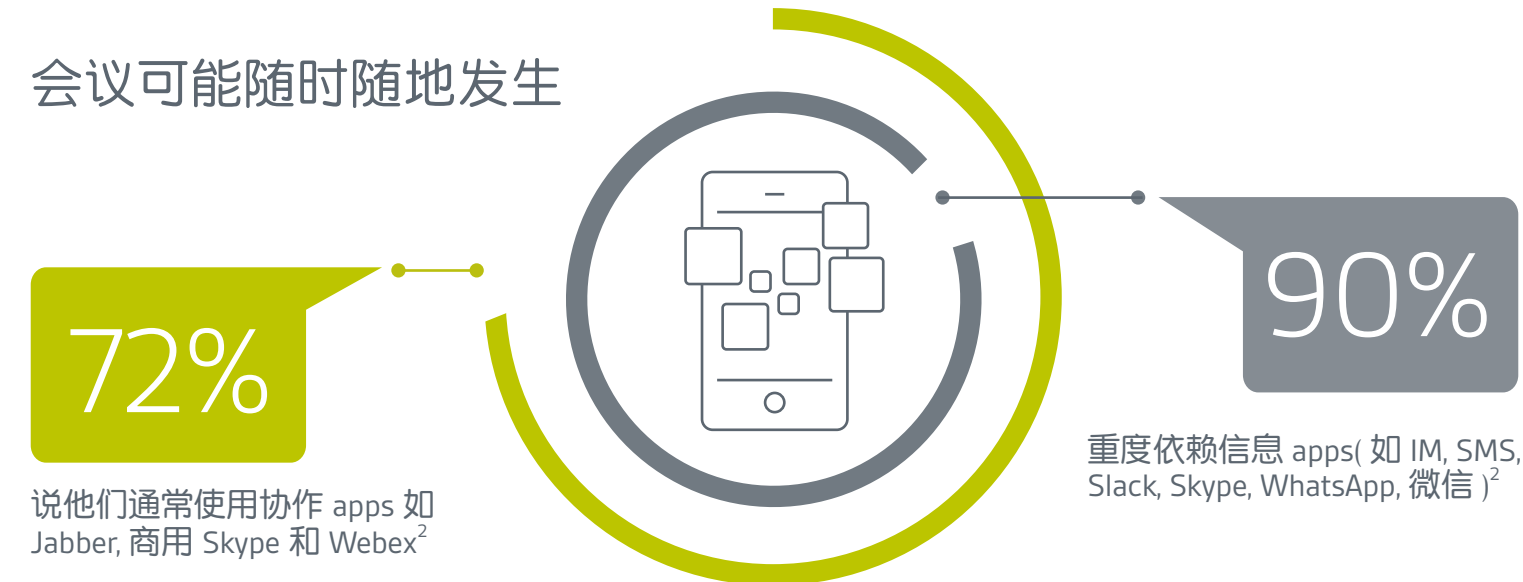 会议可能随时随地发生
72%
说他们通常使用协作 apps 如
Jabber, 商用 Skype 和 Webex²
90%
重度依赖信息 apps( 如 IM, SMS,
Slack, Skype, WhatsApp, 微信 )²